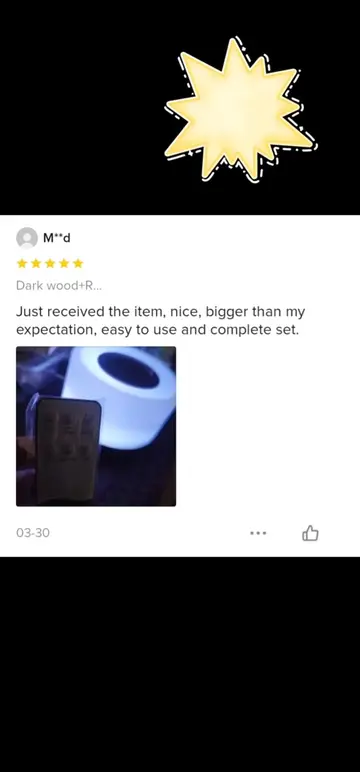 M**d
Dark wood+R...
Just received the item, nice, bigger than my
expectation, easy to use and complete set.
03-30